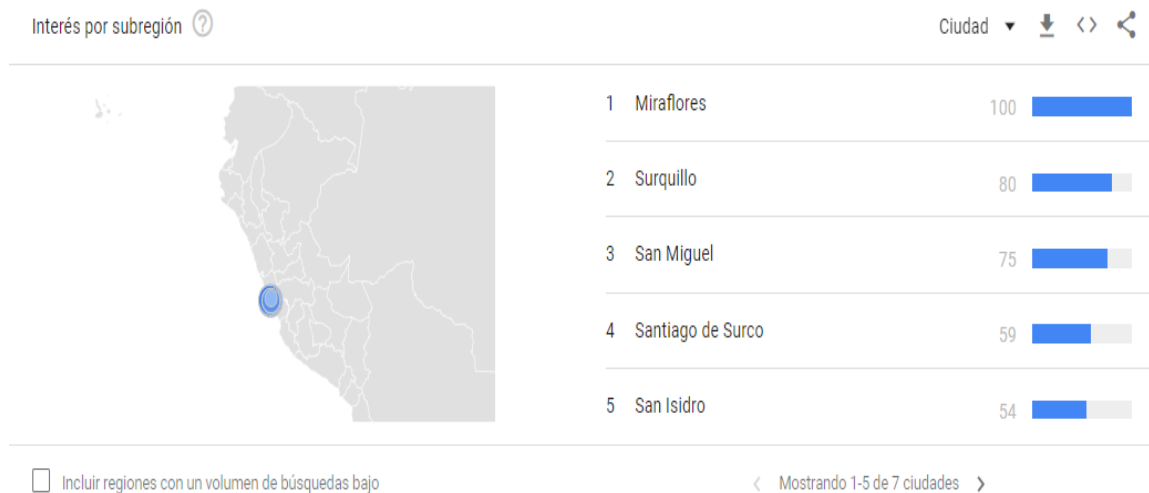 Interés por subregión ?
Ciudad
1 Miraflores 100
2 Surquillo 80
3 San Miguel 75
4 Santiago de Surco 59
5 San Isidro 54
Incluir regiones con un volumen de búsquedas bajo
Mostrando 1-5 de 7 ciudades